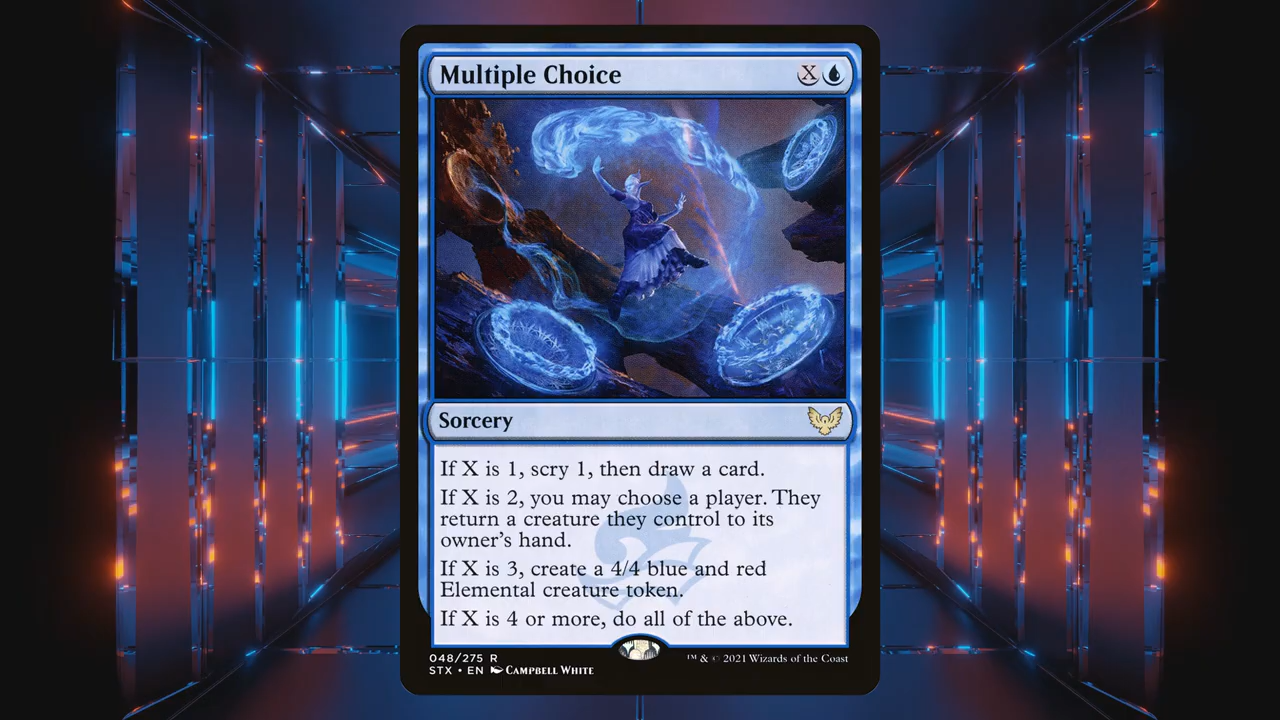 Multiple Choice X
Sorcery
If X is 1, scry 1, then draw a card.
If X is 2, you may choose a player. They
return a creature they control to its
owner's hand.
If X is 3, create a 4/4 blue and red
Elemental creature token.
If X is 4 or more, do all of the above.
048/275 R
STX • EN Campbell White
™ & © 2021 Wizards of the Coast